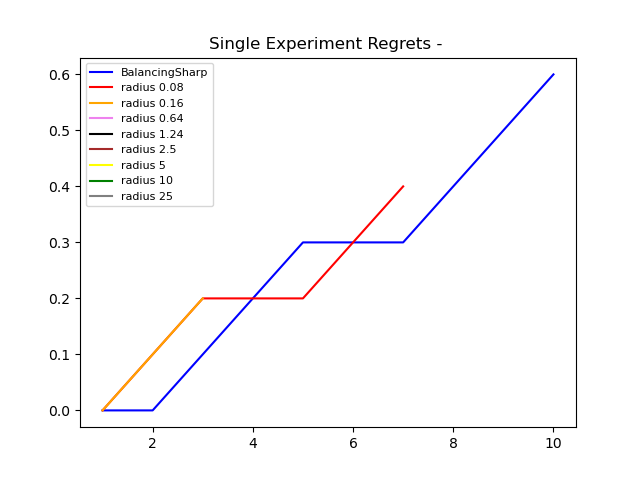 Single Experiment Regrets -
BalancingSharp
radius 0.08
radius 0.16
radius 0.64
radius 1.24
radius 2.5
radius 5
radius 10
radius 25
0.6
0.5
0.4
0.3
0.2
0.1
0.0
2 4 6 8 10